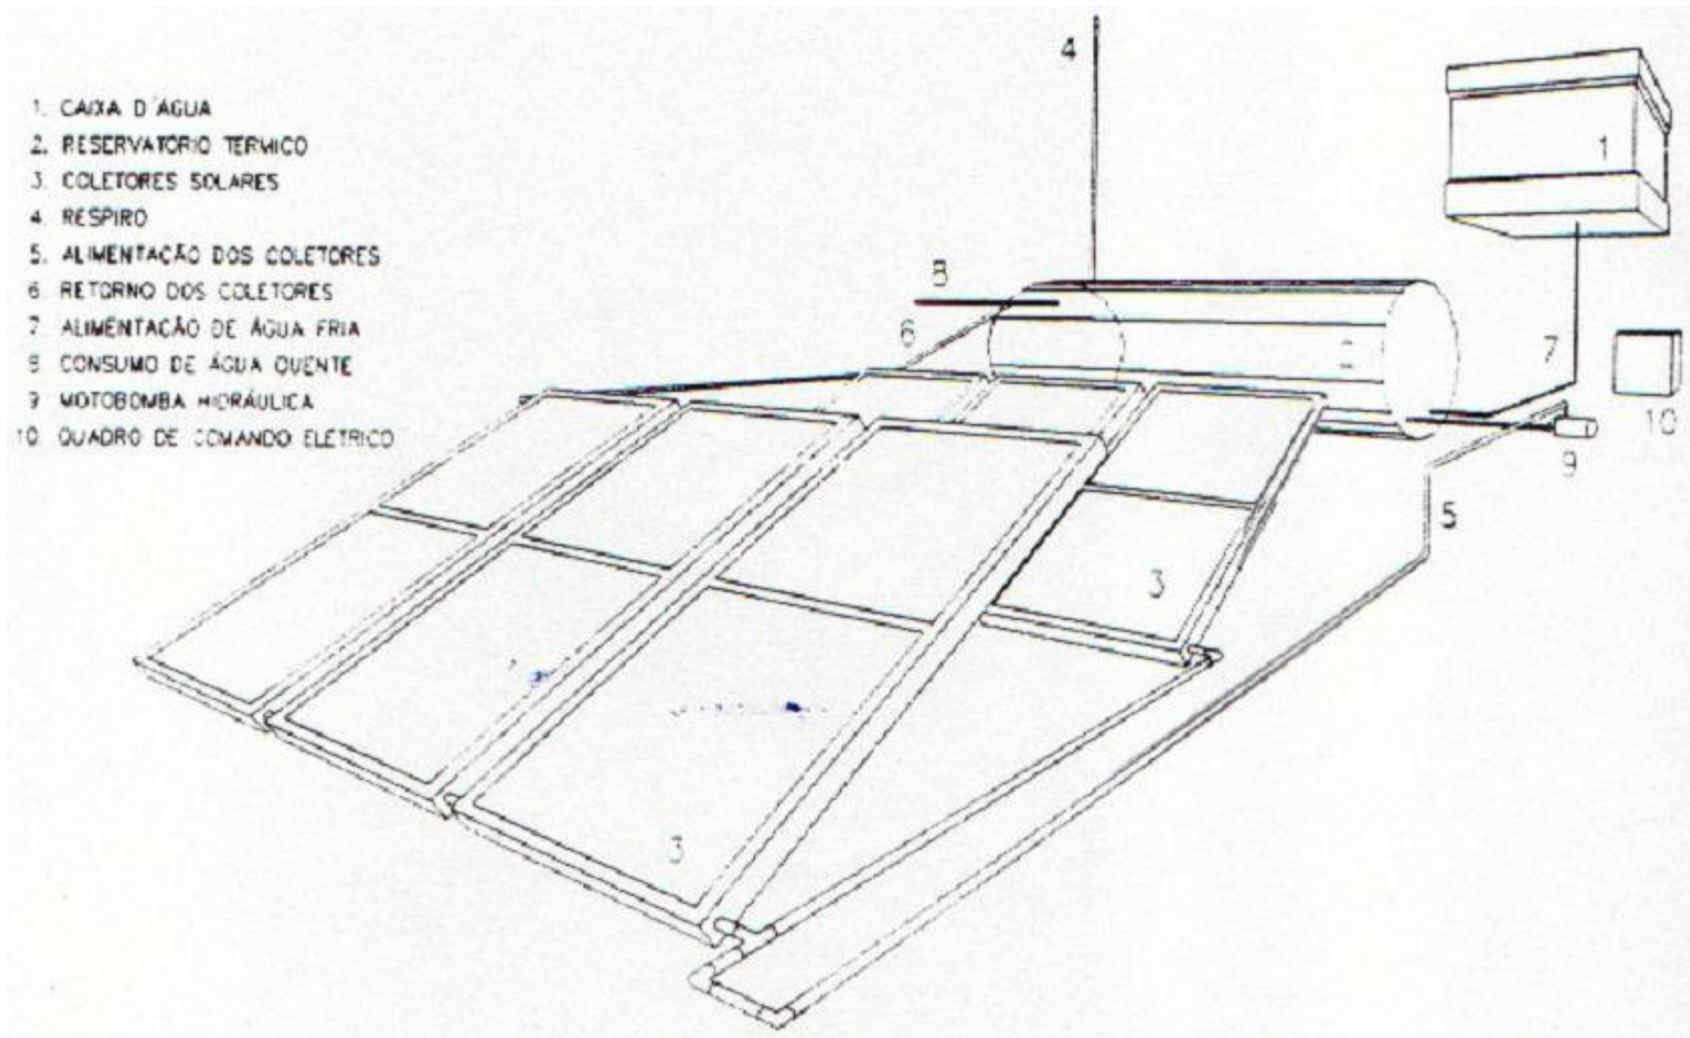 1. CAIXA D'ÁGUA
2. RESERVATÓRIO TÉRMICO
3. COLETORES SOLARES
4. RESPIRO
5. ALIMENTAÇÃO DOS COLETORES
6. RETORNO DOS COLETORES
7. ALIMENTAÇÃO DE ÁGUA FRIA
8. CONSUMO DE ÁGUA QUENTE
9. MOTOBOMBA HIDRÁULICA
10. QUADRO DE COMANDO ELÉTRICO
4
1
8
6
2
7
10
9
5
3
3